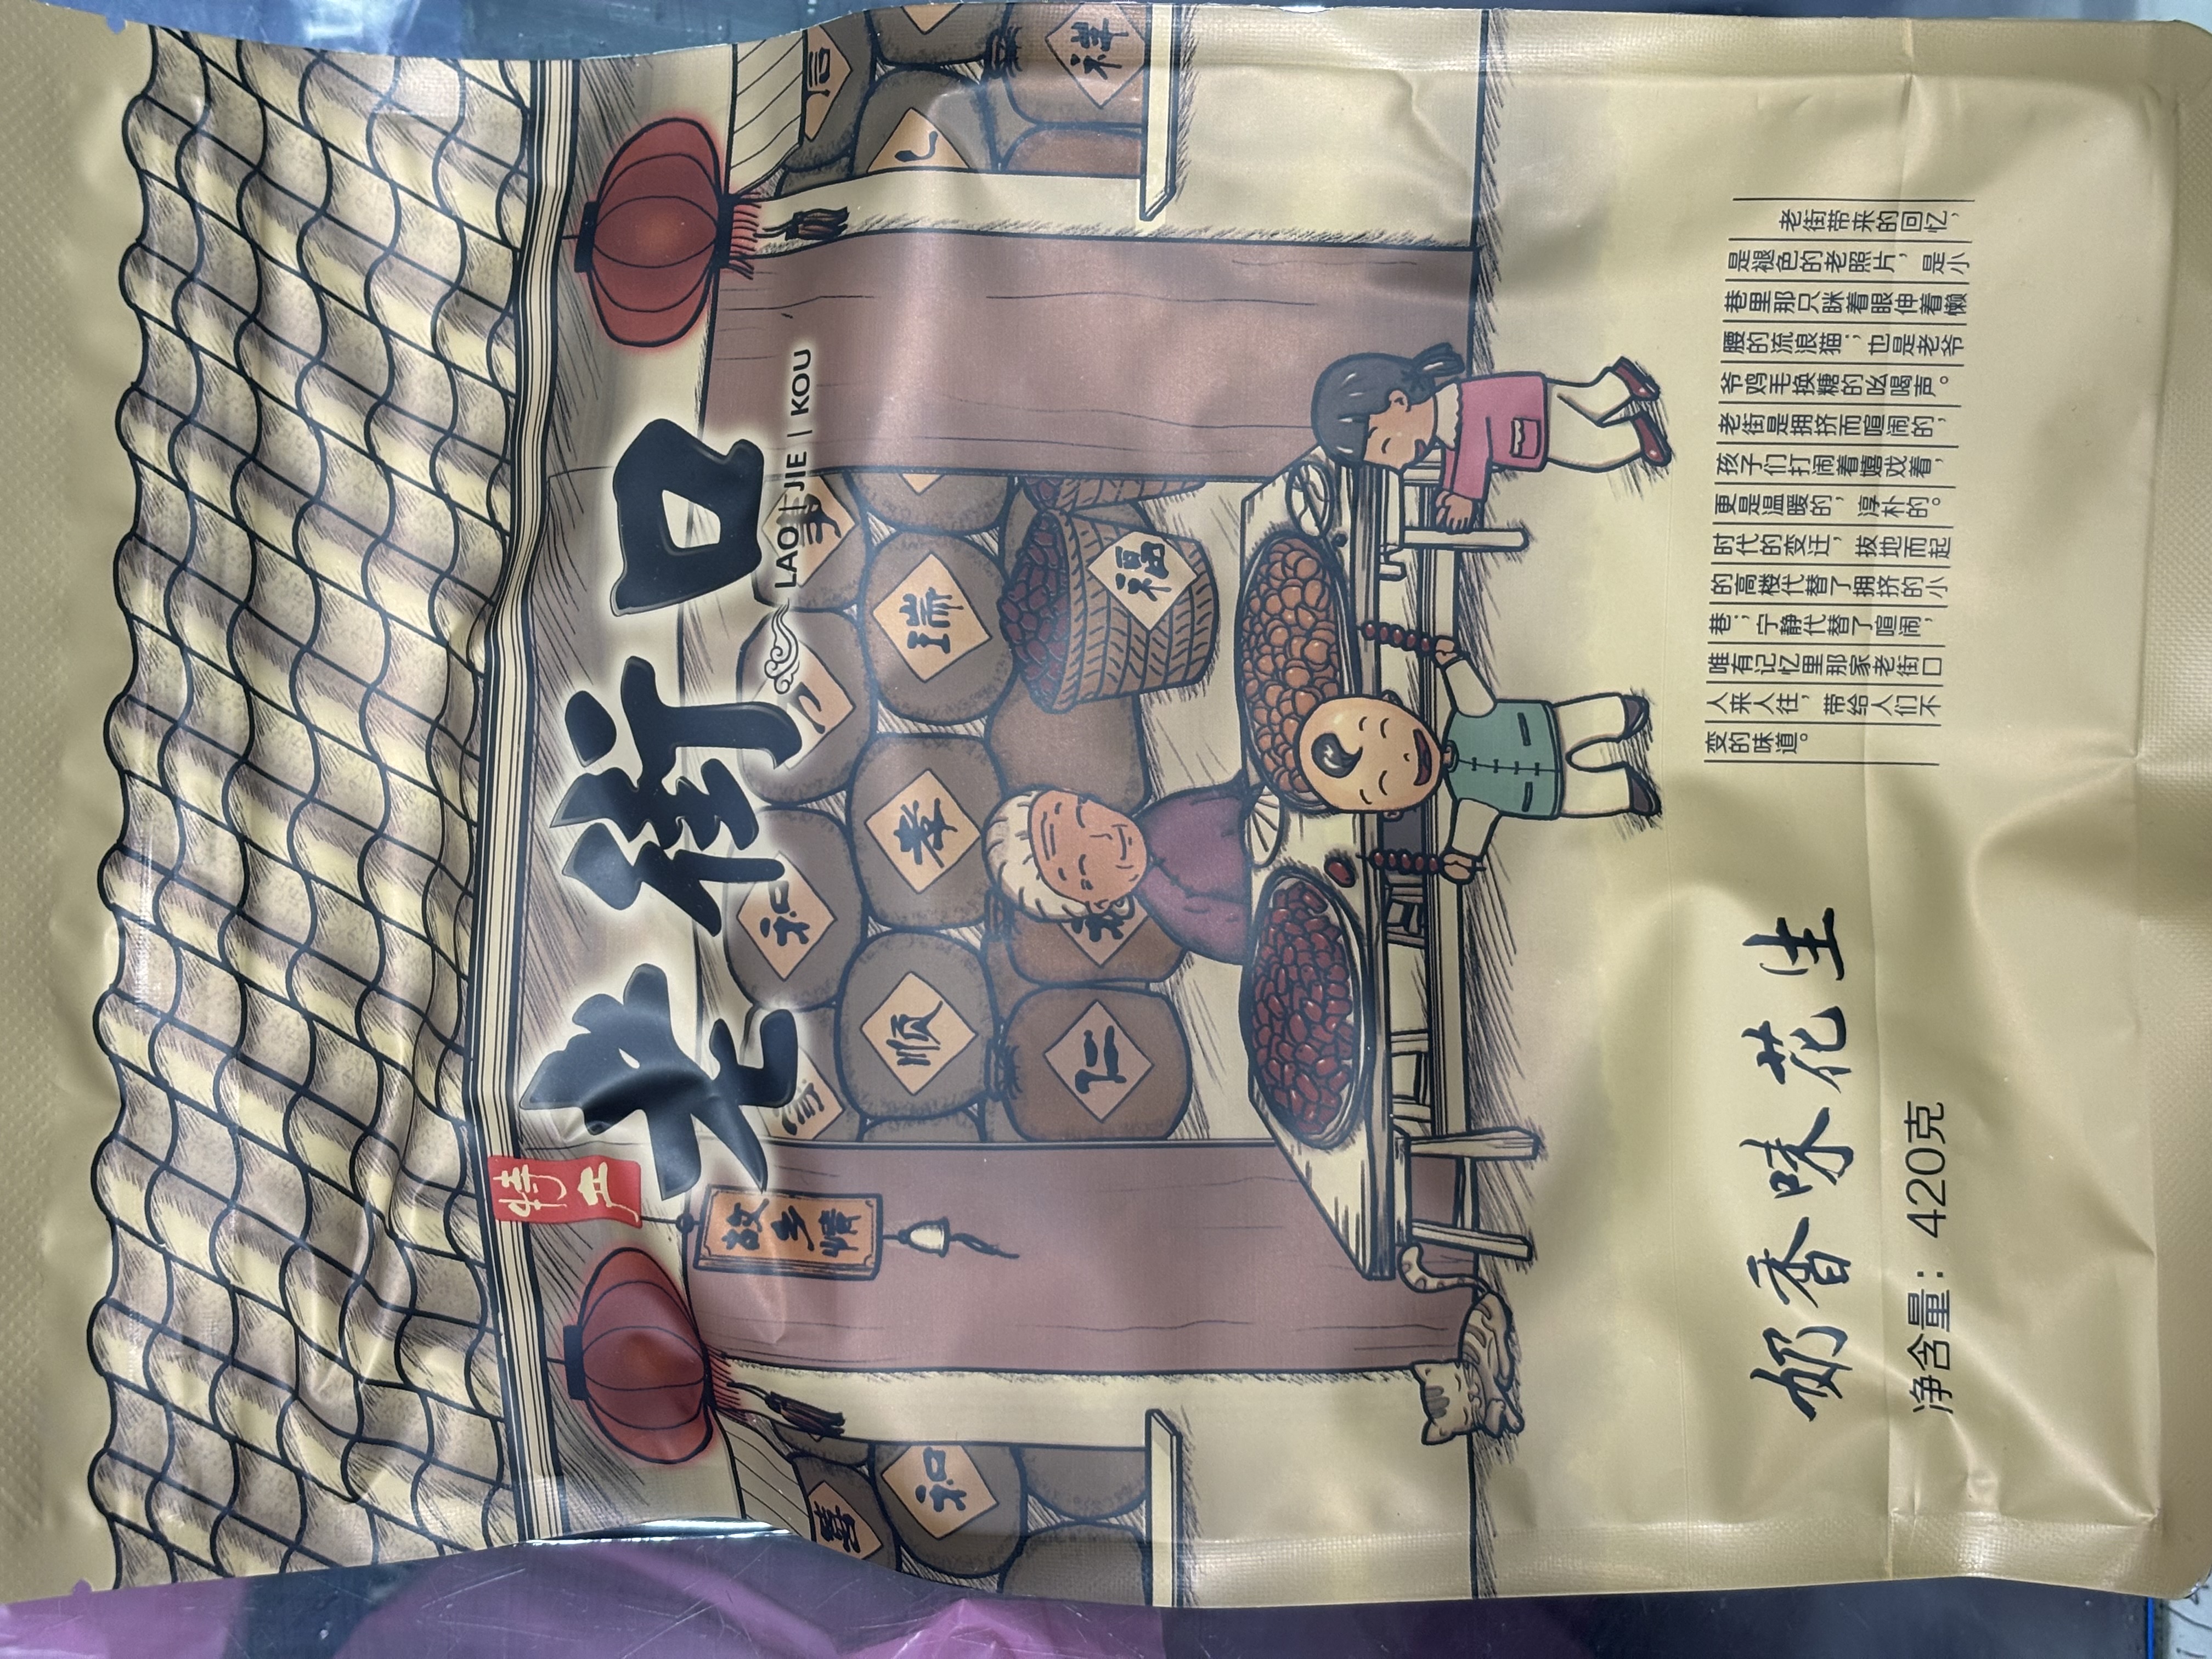 特产
老街口
LAO | JIE | KOU
故乡情
喜
和
和
事
信
顺
孝
瑞
仁
福
祥
奶香味花生
净含量：420克
老街带来的回忆，
是褪色的老照片，是小
巷里那只眯着眼伸着懒
腰的流浪猫；也是老爷
爷鸡毛换糖的吆喝声。
老街是拥挤而喧闹的，
孩子们打闹着嬉戏着，
更是温暖的，淳朴的。
时代的变迁，拔地而起
的高楼代替了拥挤的小
巷；宁静代替了喧闹，
唯有记忆里那家老街口
人来人往，带给人们不
变的味道。